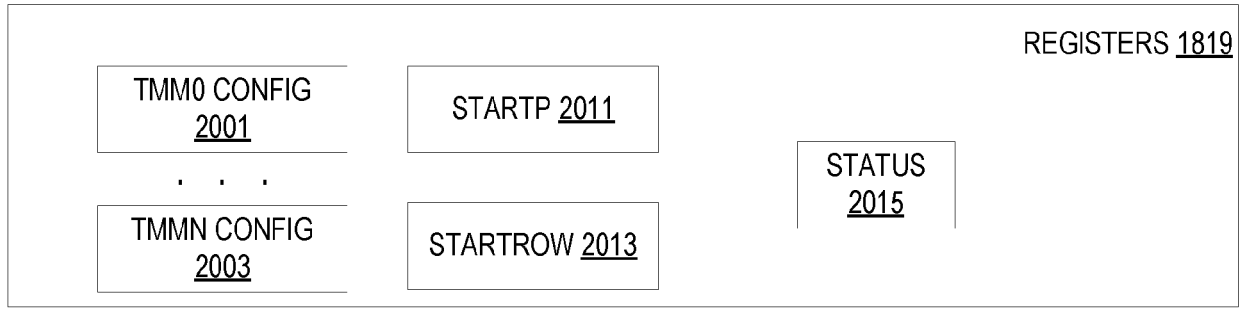 REGISTERS 1819
TMM0 CONFIG
2001
STARTP 2011
. . .
STATUS
2015
TMMN CONFIG
2003
STARTROW 2013